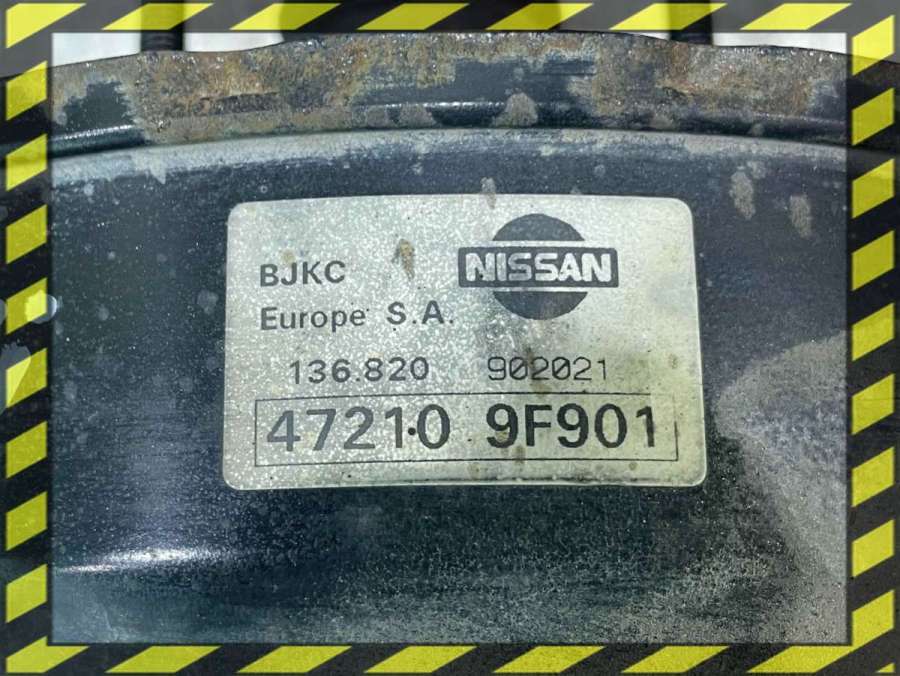 NISSAN
BJKC
Europe S.A.
136.820 902021
47210 9F901